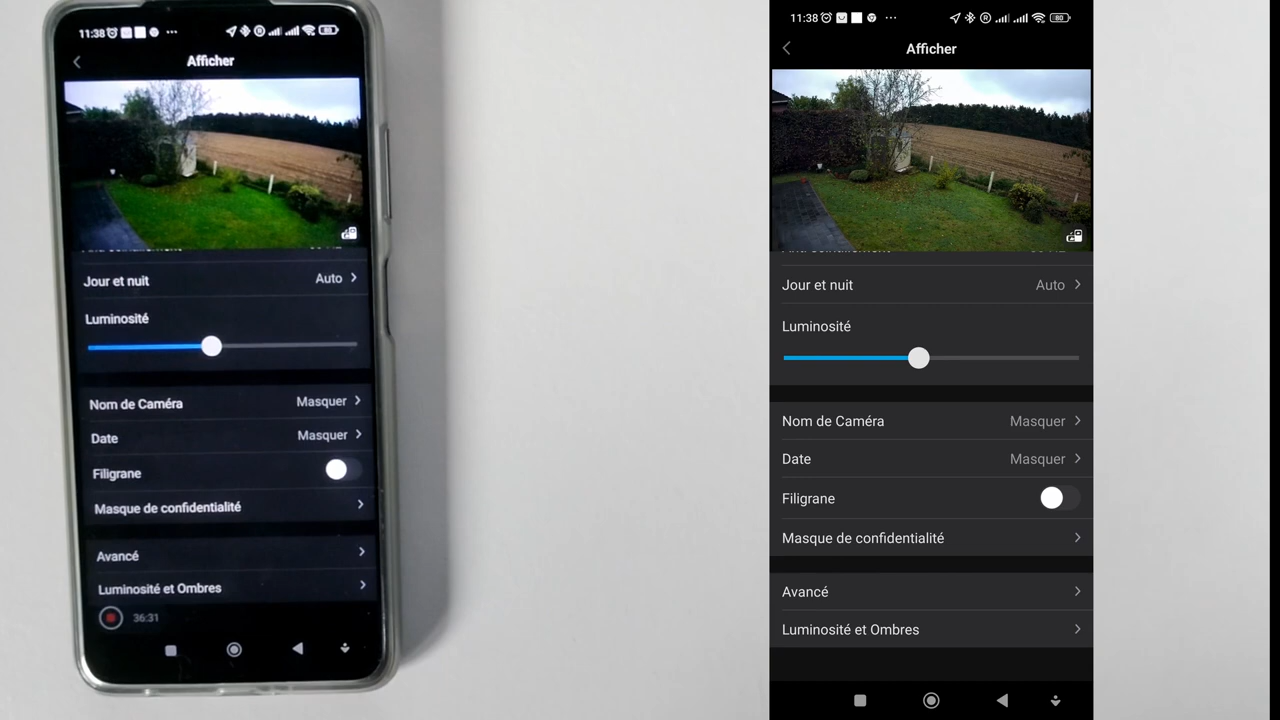 11:38
Afficher
Jour et nuit Auto
Luminosité
Nom de Caméra Masquer
Date Masquer
Filigrane
Masque de confidentialité
Avancé
Luminosité et Ombres
36:31
11:38 80
Afficher
Jour et nuit Auto
Luminosité
Nom de Caméra Masquer
Date Masquer
Filigrane
Masque de confidentialité
Avancé
Luminosité et Ombres